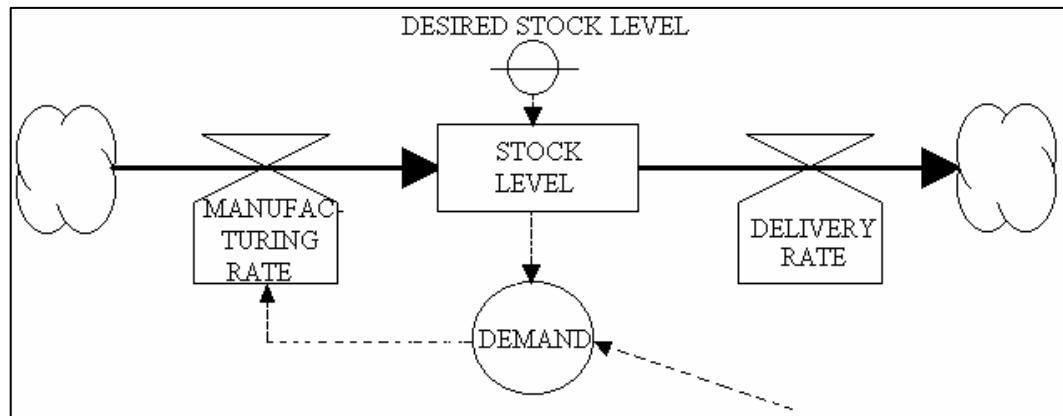 DESIRED STOCK LEVEL
STOCK
LEVEL
MANUFAC-
TURING
RATE
DELIVERY
RATE
DEMAND